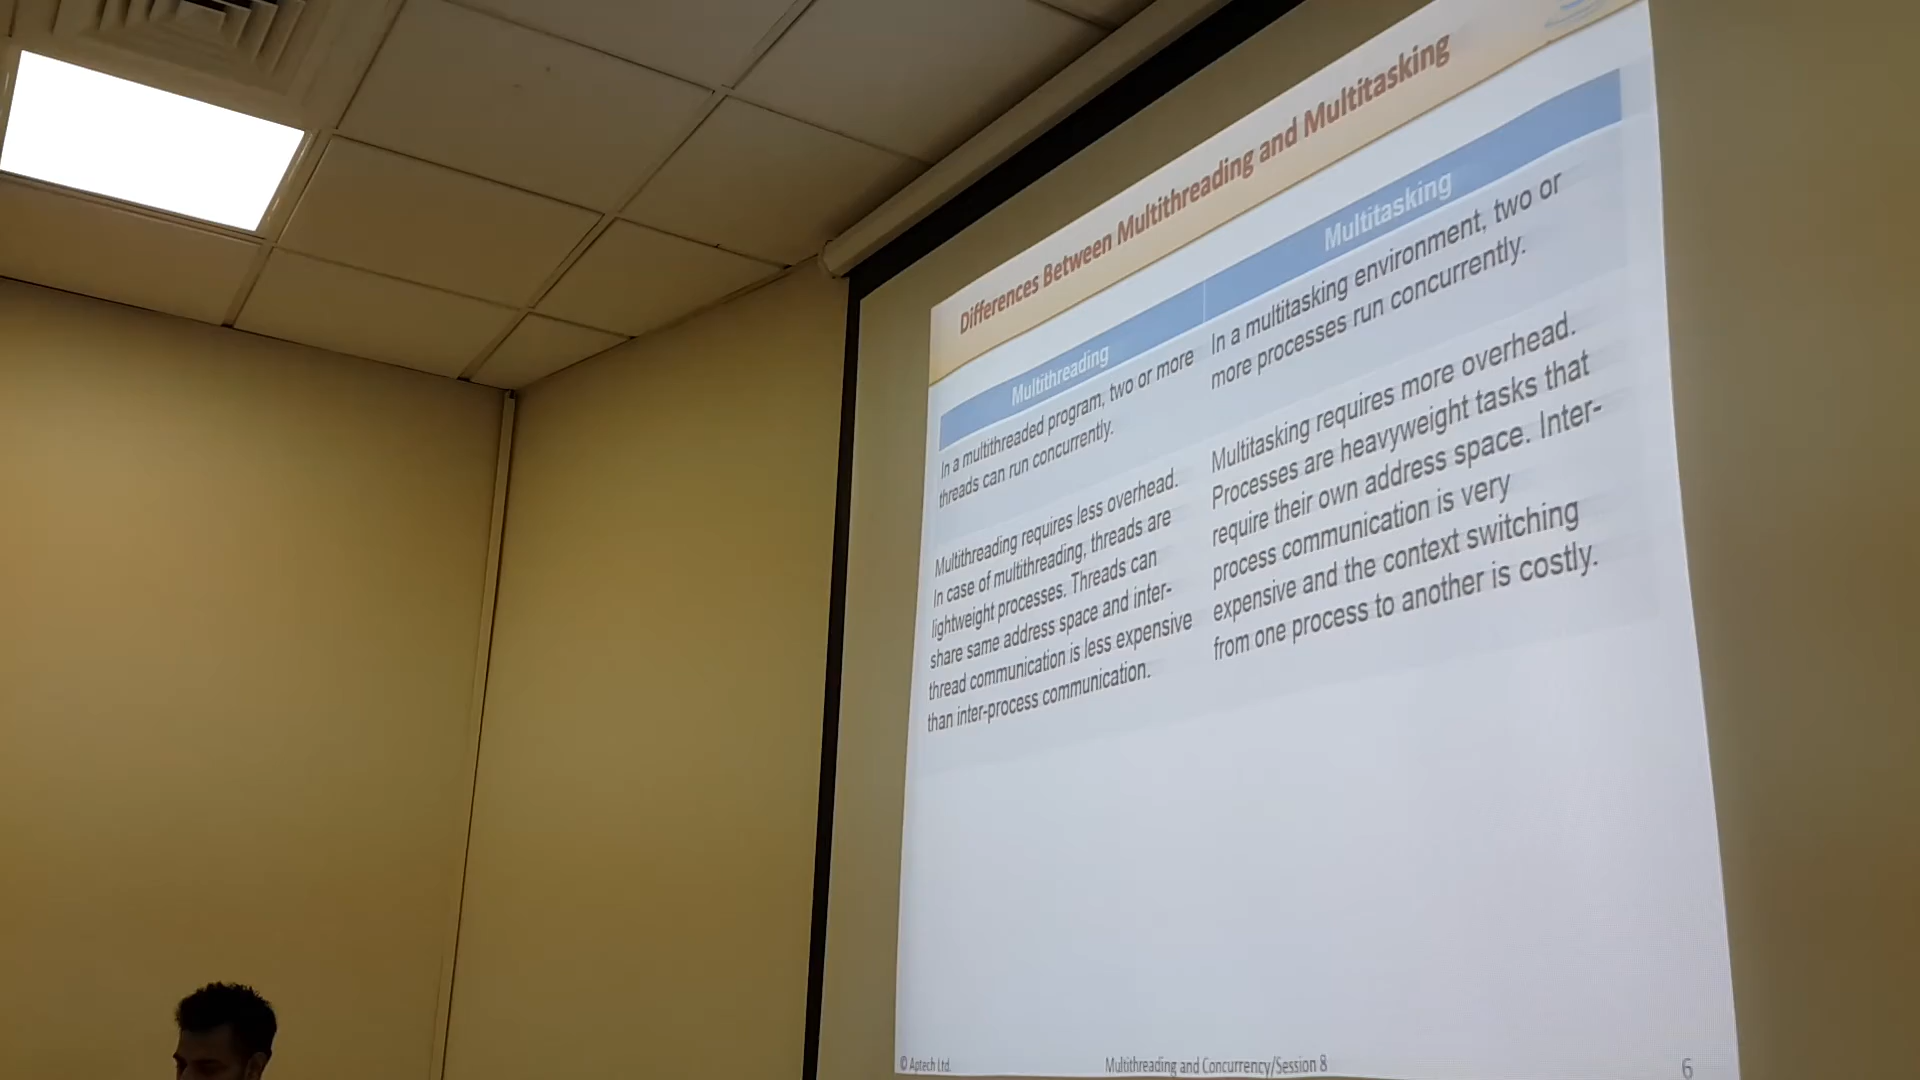 Differences Between Multithreading and Multitasking
Multithreading
In a multithreaded program, two or more
threads can run concurrently.
Multithreading requires less overhead.
In case of multithreading, threads are
lightweight processes. Threads can
share same address space and inter-
thread communication is less expensive
than inter-process communication.
Multitasking
In a multitasking environment, two or
more processes run concurrently.
Multitasking requires more overhead.
Processes are heavyweight tasks that
require their own address space. Inter-
process communication is very
expensive and the context switching
from one process to another is costly.
© Aptech Ltd.
Multithreading and Concurrency/Session 8
6